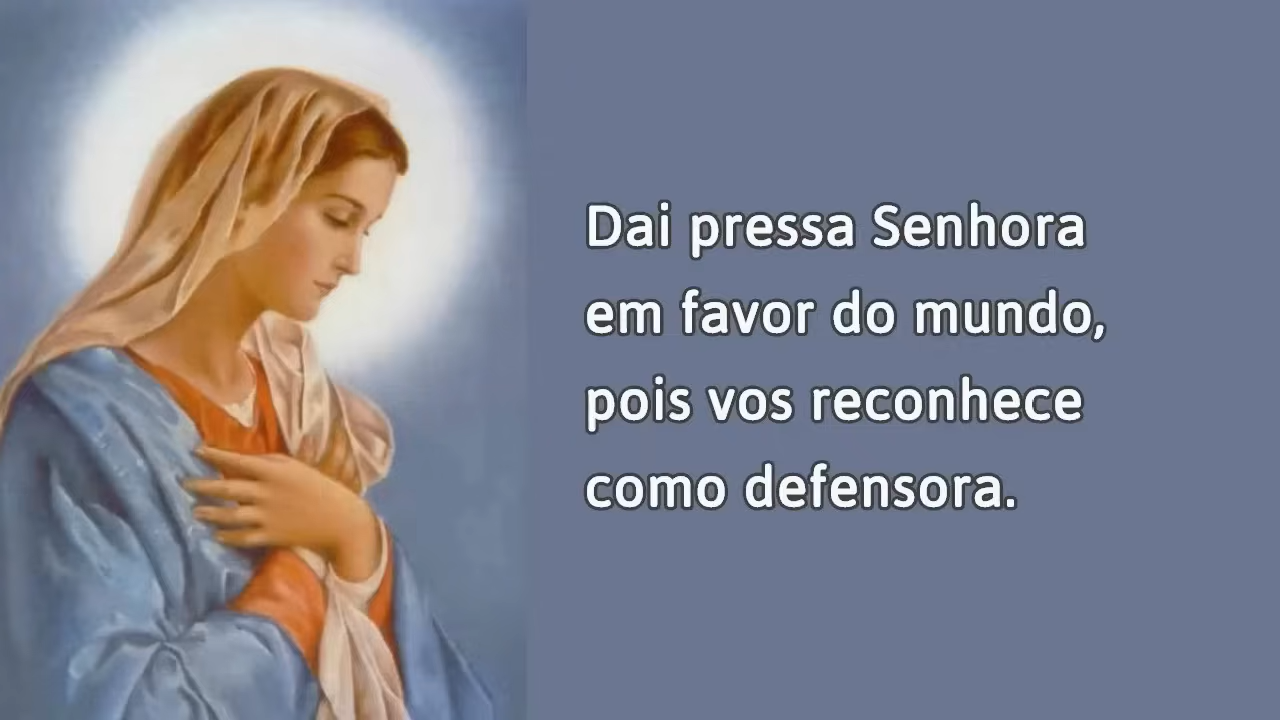 Dai pressa Senhora
em favor do mundo,
pois vos reconhece
como defensora.